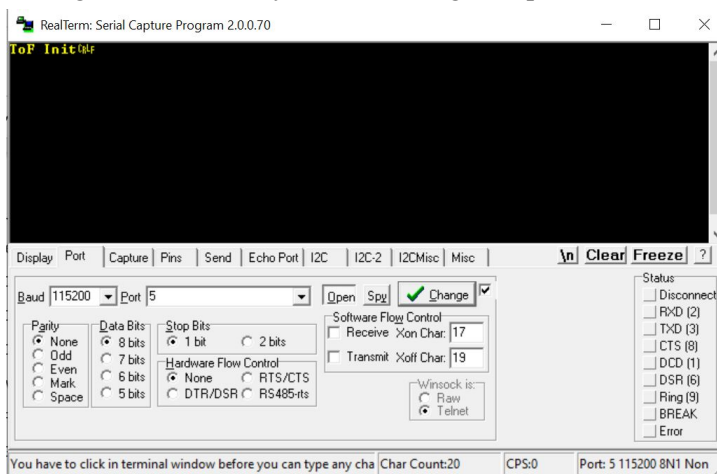 RealTerm: Serial Capture Program 2.0.0.70
ToF Init CRLF
Display Port Capture Pins Send Echo Port I2C I2C-2 I2CMisc Misc \n Clear Freeze ?
Baud 115200 Port 5 Open Spy Change
Parity
None
Odd
Even
Mark
Space
Data Bits
8 bits
7 bits
6 bits
5 bits
Stop Bits
1 bit 2 bits
Hardware Flow Control
None RTS/CTS
DTR/DSR RS485-rts
Software Flow Control
Receive Xon Char: 17
Transmit Xoff Char: 19
Winsock is:
Raw
Telnet
Status
Disconnect
RXD (2)
TXD (3)
CTS (8)
DCD (1)
DSR (6)
Ring (9)
BREAK
Error
You have to click in terminal window before you can type any cha Char Count:20 CPS:0 Port: 5 115200 8N1 Non